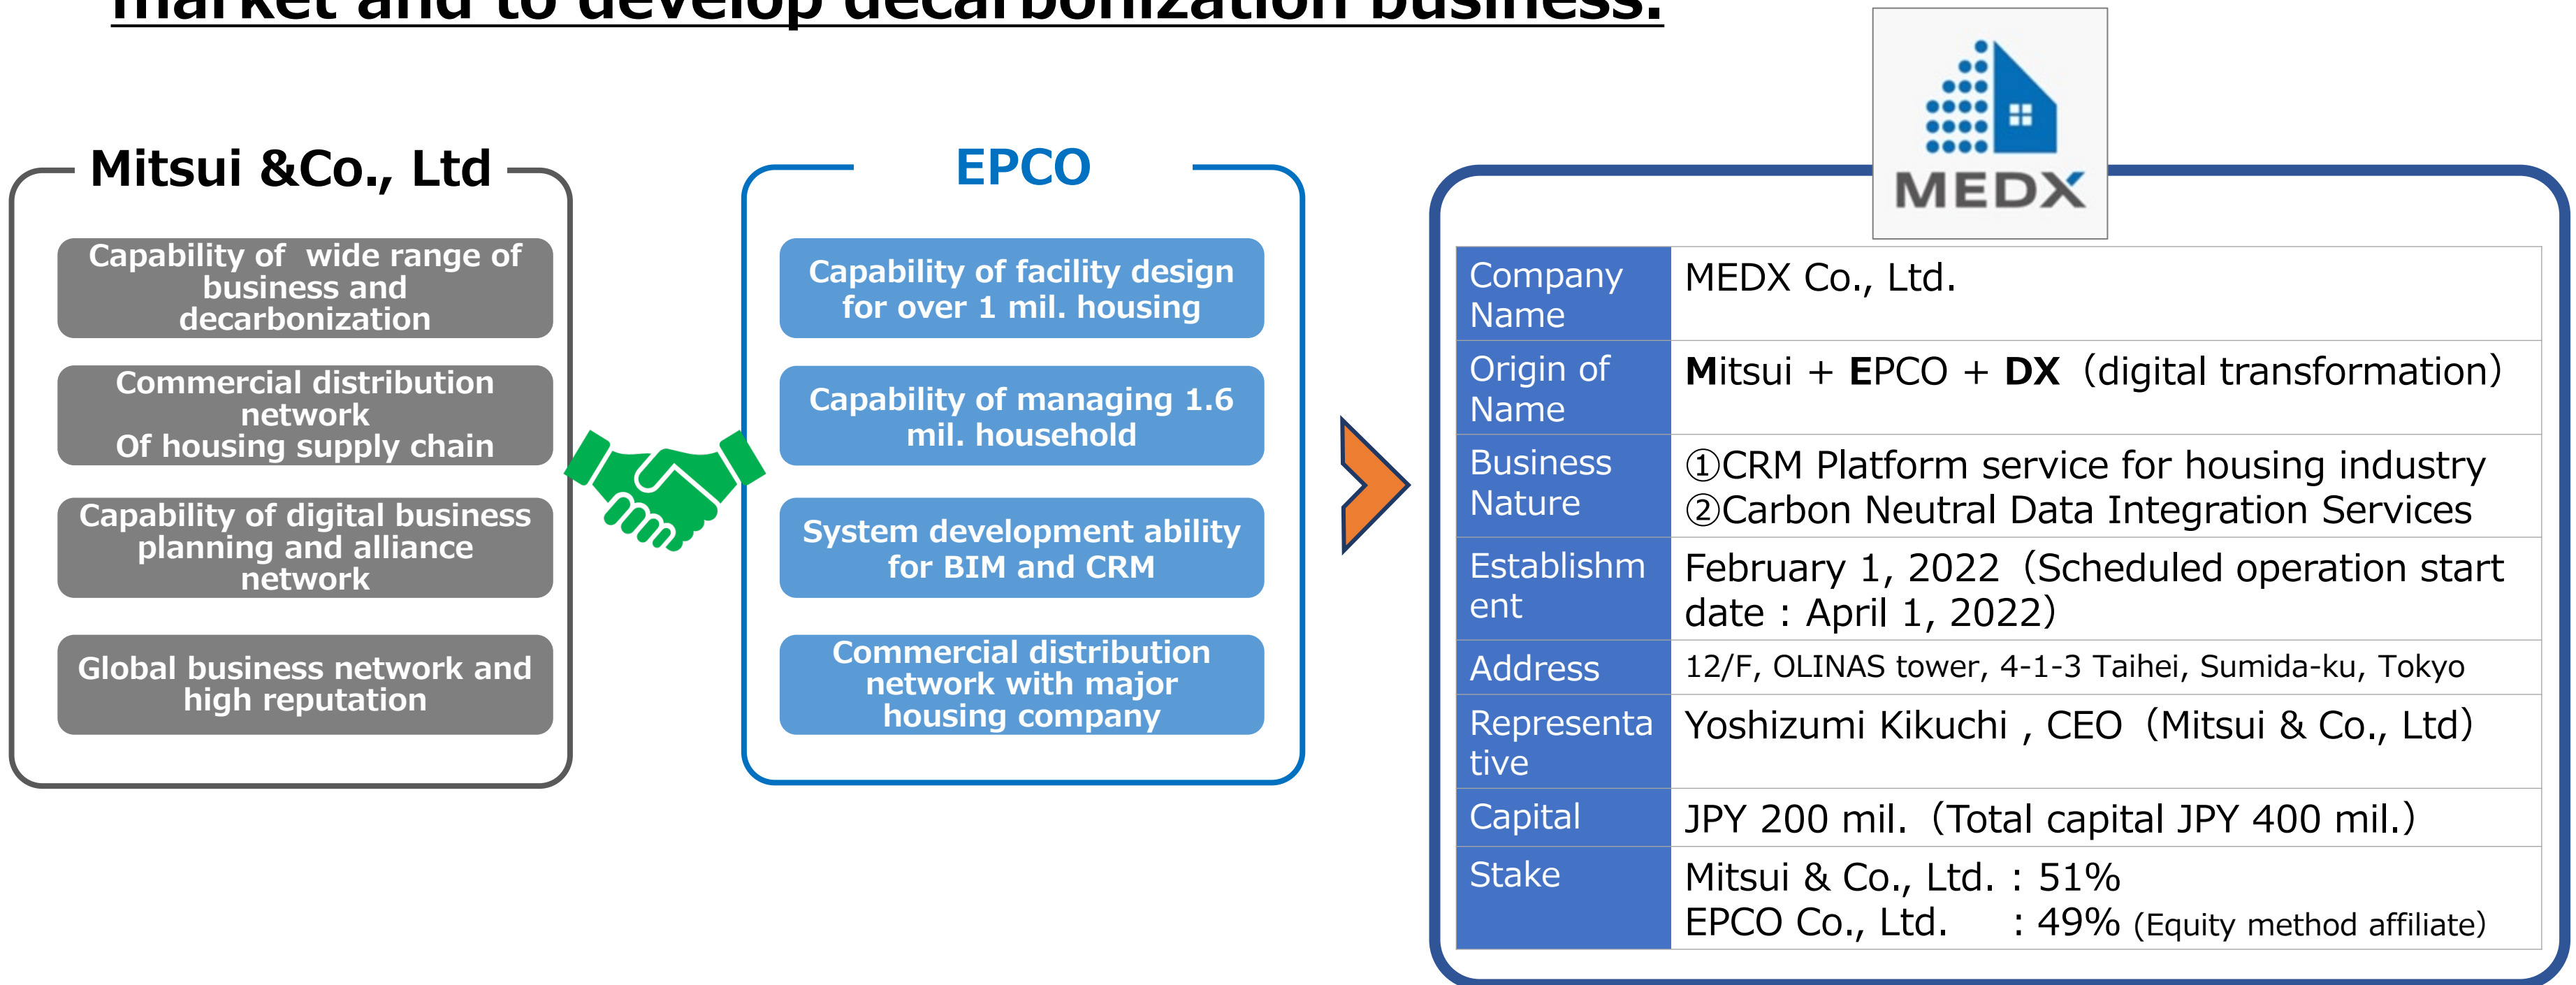 market and to develop decarbonization business.
Mitsui &Co., Ltd
Capability of wide range of
business and
decarbonization
Commercial distribution
network
Of housing supply chain
Capability of digital business
planning and alliance
network
Global business network and
high reputation
EPCO
Capability of facility design
for over 1 mil. housing
Capability of managing 1.6
mil. household
System development ability
for BIM and CRM
Commercial distribution
network with major
housing company
MEDX
Company
Name
MEDX Co., Ltd.
Origin of
Name
Mitsui + EPCO + DX（digital transformation）
Business
Nature
①CRM Platform service for housing industry
②Carbon Neutral Data Integration Services
Establishm
ent
February 1, 2022（Scheduled operation start
date：April 1, 2022）
Address
12/F, OLINAS tower, 4-1-3 Taihei, Sumida-ku, Tokyo
Representa
tive
Yoshizumi Kikuchi , CEO（Mitsui & Co., Ltd）
Capital
JPY 200 mil.（Total capital JPY 400 mil.）
Stake
Mitsui & Co., Ltd.：51%
EPCO Co., Ltd.　：49% (Equity method affiliate）